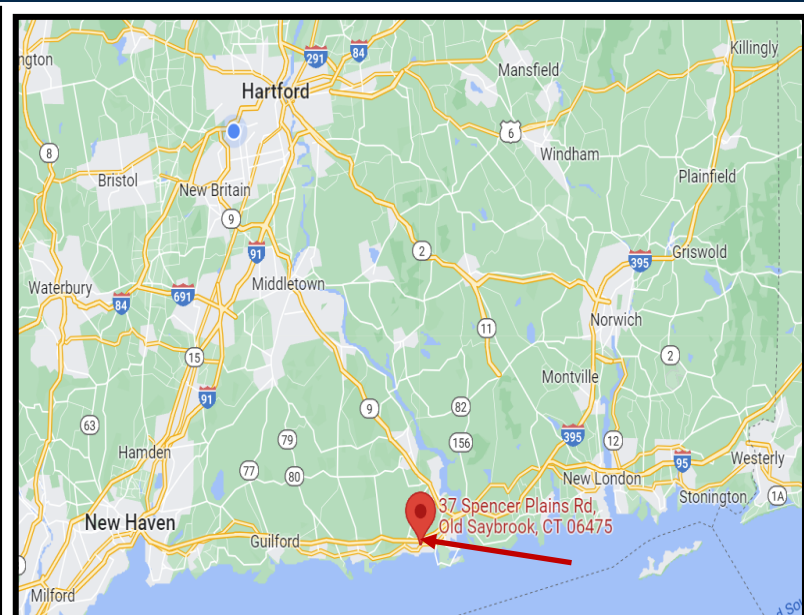 ngton
291
84
Killingly
Hartford
Mansfield
6
8
Windham
Bristol
New Britain
Plainfield
9
2
91
395
Griswold
Waterbury
84
691
Middletown
11
Norwich
15
2
Montville
91
9
82
63
79
156
395
12
Hamden
77
80
95
Westerly
New London
37 Spencer Plains Rd,
Old Saybrook, CT 06475
Stonington
1A
New Haven
Guilford
Milford